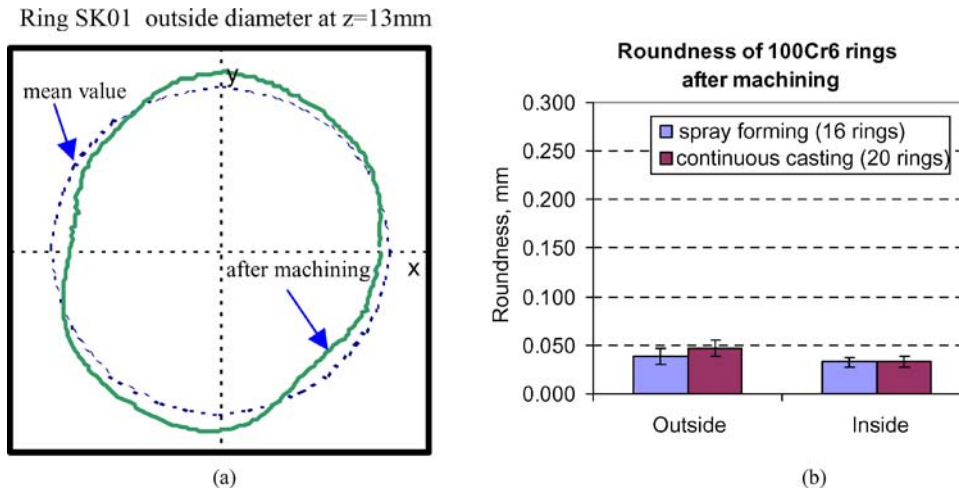 Ring SK01 outside diameter at z=13mm
y
mean value
after machining
x
(a)
Roundness of 100Cr6 rings
after machining
0.300
0.250
0.200
0.150
0.100
0.050
0.000
Roundness, mm
spray forming (16 rings)
continuous casting (20 rings)
Outside
Inside
(b)